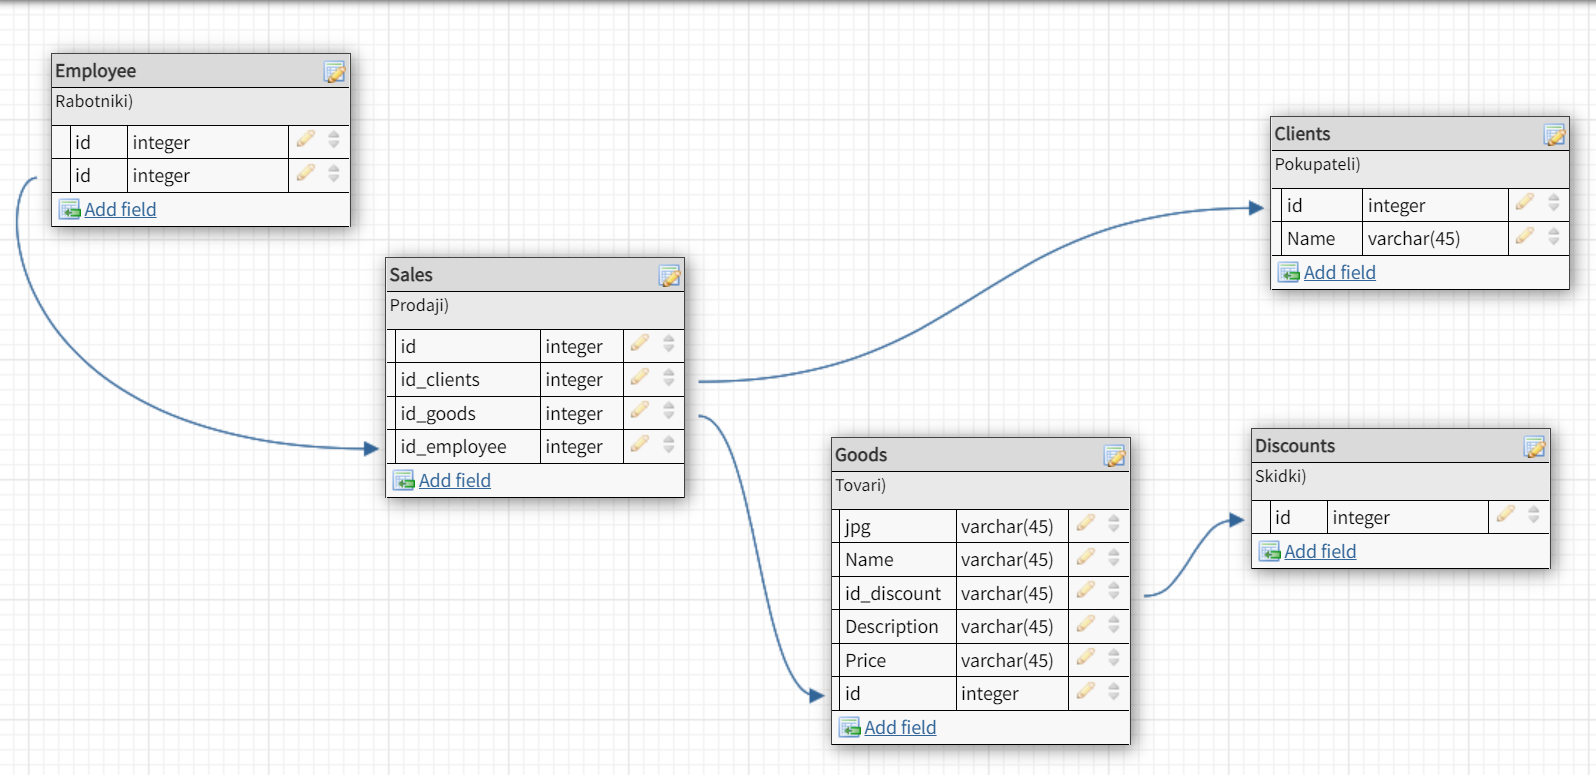 Employee
Rabotniki)
id integer
id integer
Add field
Sales
Prodaji)
id integer
id_clients integer
id_goods integer
id_employee integer
Add field
Clients
Pokupateli)
id integer
Name varchar(45)
Add field
Goods
Tovari)
jpg varchar(45)
Name varchar(45)
id_discount varchar(45)
Description varchar(45)
Price varchar(45)
id integer
Add field
Discounts
Skidki)
id integer
Add field